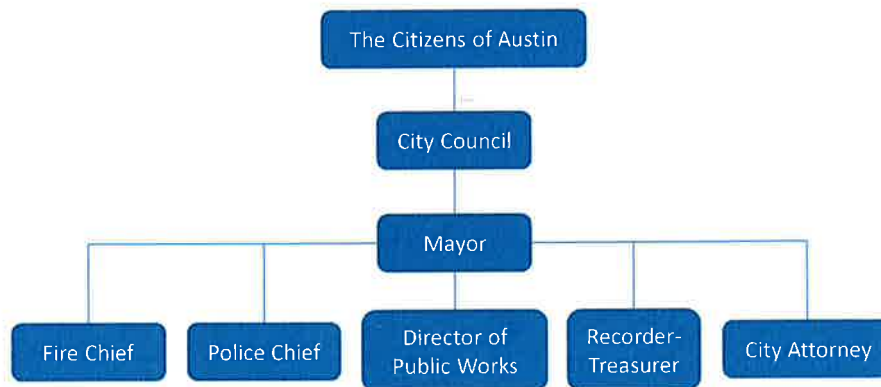 The Citizens of Austin
City Council
Mayor
Fire Chief
Police Chief
Director of
Public Works
Recorder-
Treasurer
City Attorney